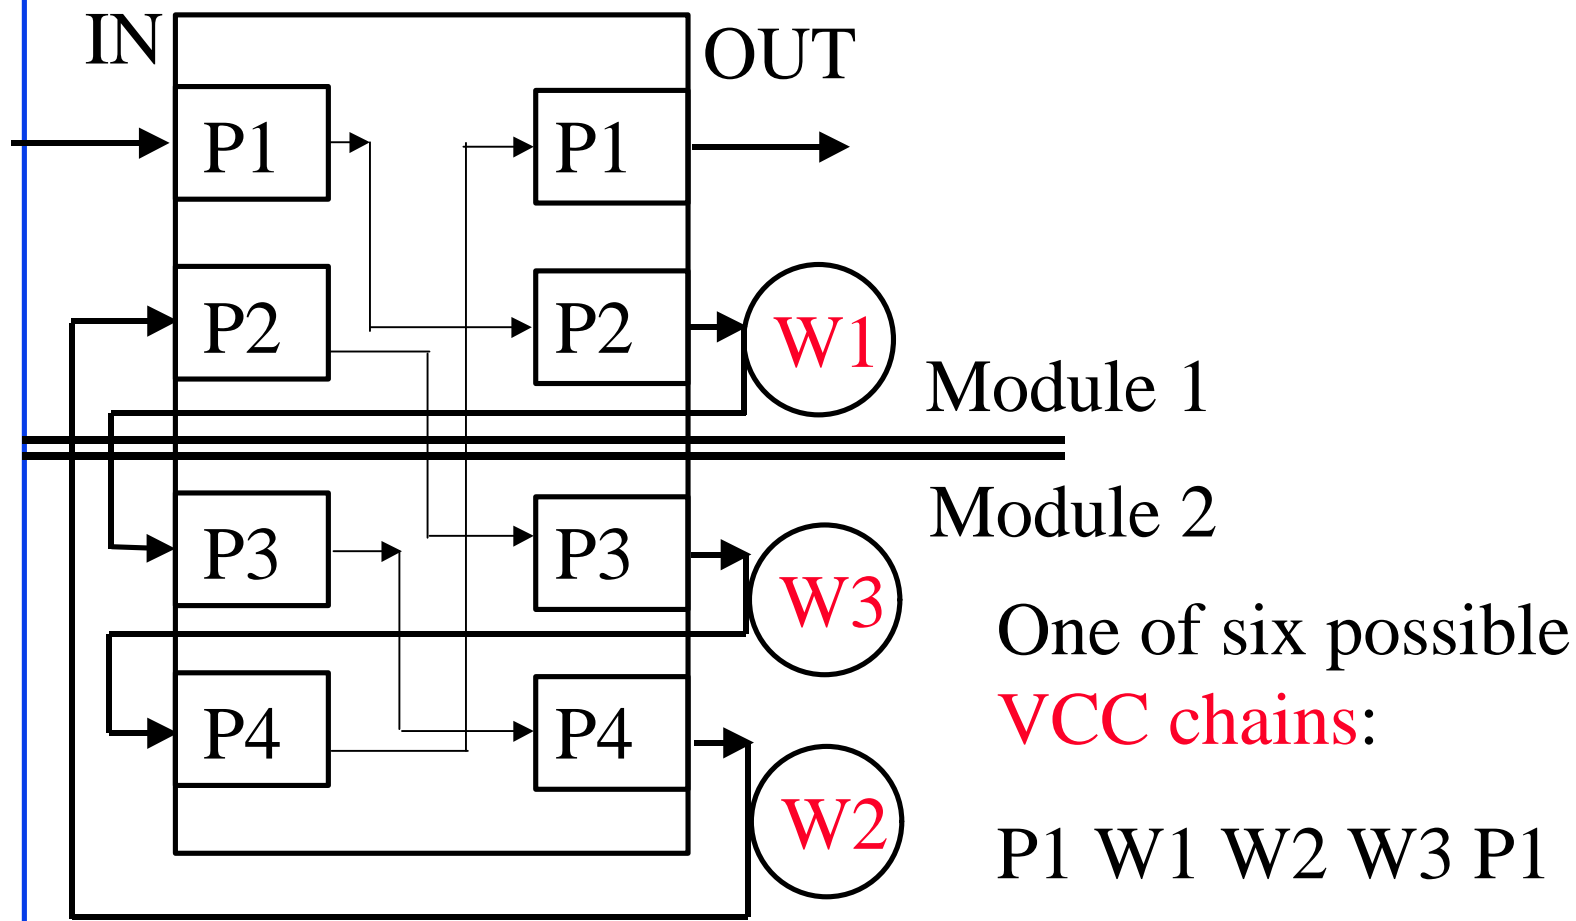 IN
OUT
P1
P1
P2
P2
W1
Module 1
Module 2
P3
P3
W3
One of six possible
VCC chains:
P4
P4
W2
P1 W1 W2 W3 P1